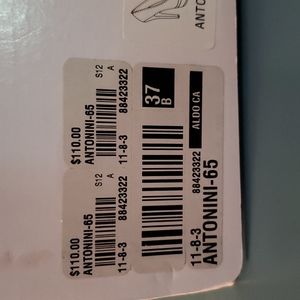 ANTO
S12 A
$110.00
ANTONINI-65
11-8-3 88423322
S12 A
$110.00
ANTONINI-65
11-8-3 88423322
37
B
ALDO CA
88423322
11-8-3
ANTONINI-65